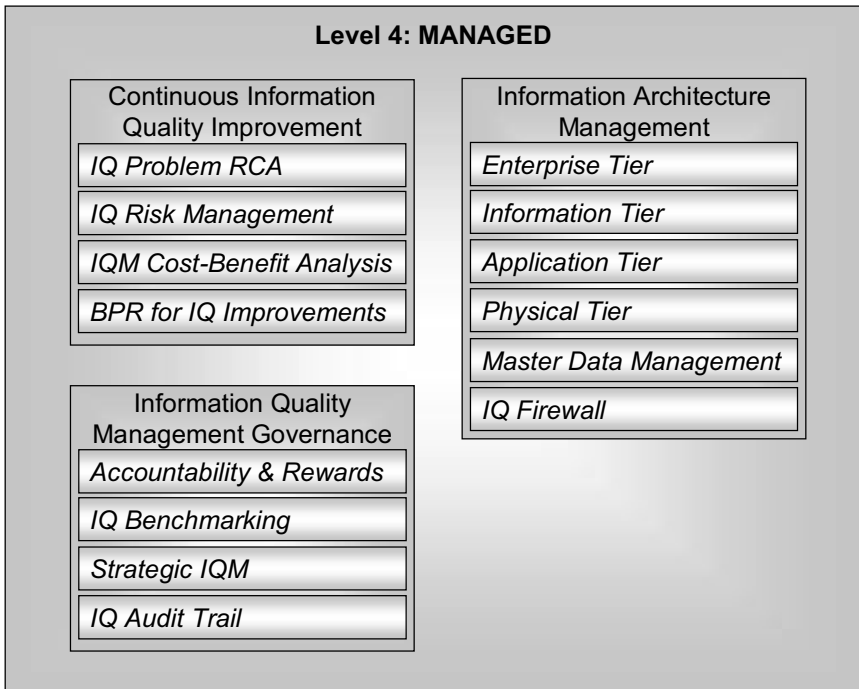 Level 4: MANAGED
Continuous Information
Quality Improvement
IQ Problem RCA
IQ Risk Management
IQM Cost-Benefit Analysis
BPR for IQ Improvements
Information Quality
Management Governance
Accountability & Rewards
IQ Benchmarking
Strategic IQM
IQ Audit Trail
Information Architecture
Management
Enterprise Tier
Information Tier
Application Tier
Physical Tier
Master Data Management
IQ Firewall